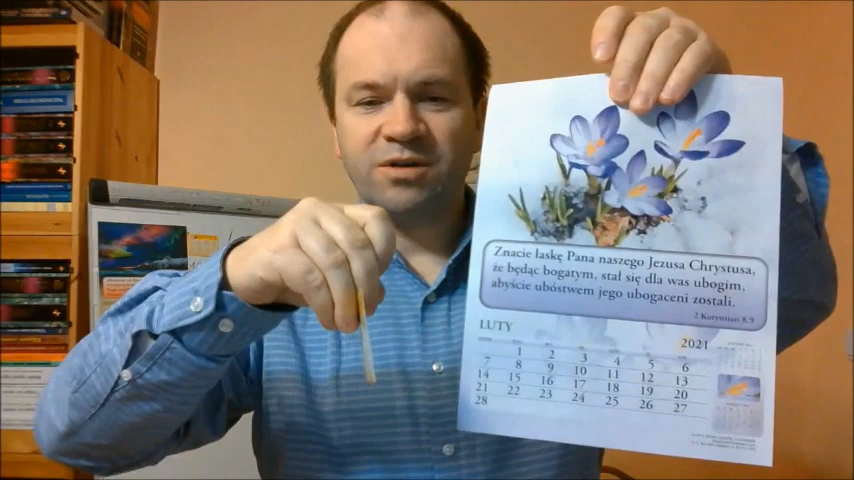 Znacie łaskę Pana naszego Jezusa Chrystusa,
że będąc bogatym, stał się dla was ubogim,
abyście ubóstwem jego ubogaceni zostali.
2 Koryntian 8.9
LUTY 2021
1 2 3 4 5 6
7 8 9 10 11 12 13
14 15 16 17 18 19 20
21 22 23 24 25 26 27
28